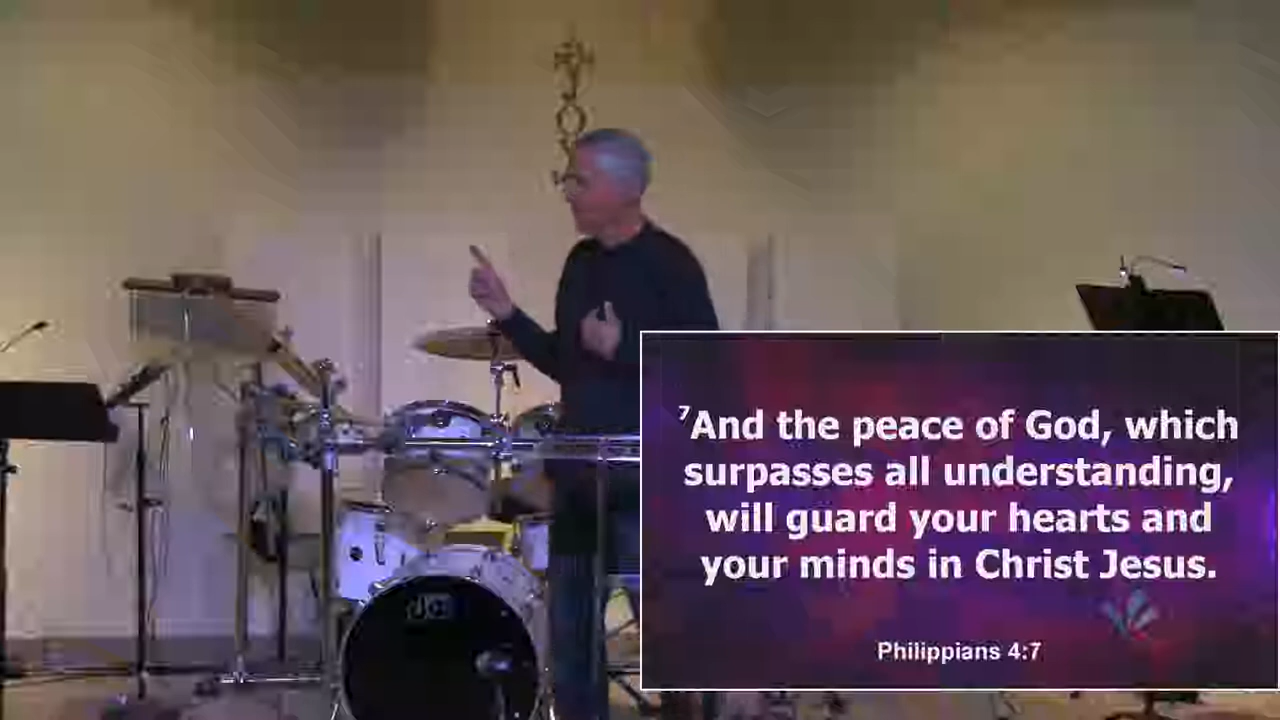 JOY
⁷And the peace of God, which
surpasses all understanding,
will guard your hearts and
your minds in Christ Jesus.
Philippians 4:7